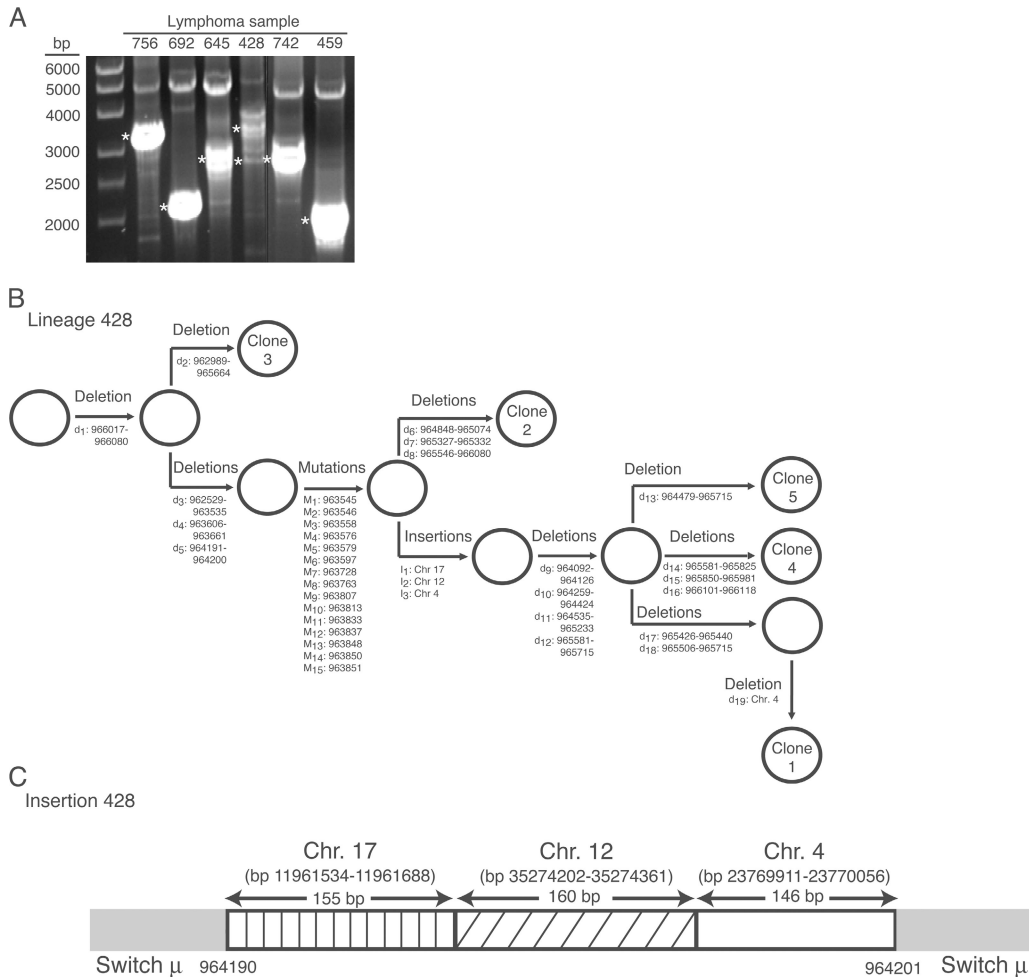 A
Lymphoma sample
bp
756 692 645 428 742 459
6000
5000
4000
3000
2500
2000
*
*
*
*
*
*
*
B
Lineage 428
Deletion
d1: 966017-
966080
Deletion
d2: 962989-
965664
Clone
3
Deletions
d3: 962529-
963535
d4: 963606-
963661
d5: 964191-
964200
Mutations
M1: 963545
M2: 963546
M3: 963558
M4: 963576
M5: 963579
M6: 963597
M7: 963728
M8: 963763
M9: 963807
M10: 963813
M11: 963833
M12: 963837
M13: 963848
M14: 963850
M15: 963851
Deletions
d6: 964848-965074
d7: 965327-965332
d8: 965546-966080
Clone
2
Insertions
I1: Chr 17
I2: Chr 12
I3: Chr 4
Deletions
d9: 964092-
964126
d10: 964259-
964424
d11: 964535-
965233
d12: 965581-
965715
Deletion
d13: 964479-965715
Clone
5
Deletions
d14: 965581-965825
d15: 965850-965981
d16: 966101-966118
Clone
4
Deletions
d17: 965426-965440
d18: 965506-965715
Deletion
d19: Chr. 4
Clone
1
C
Insertion 428
Chr. 17
(bp 11961534-11961688)
155 bp
Chr. 12
(bp 35274202-35274361)
160 bp
Chr. 4
(bp 23769911-23770056)
146 bp
Switch μ 964190
964201 Switch μ